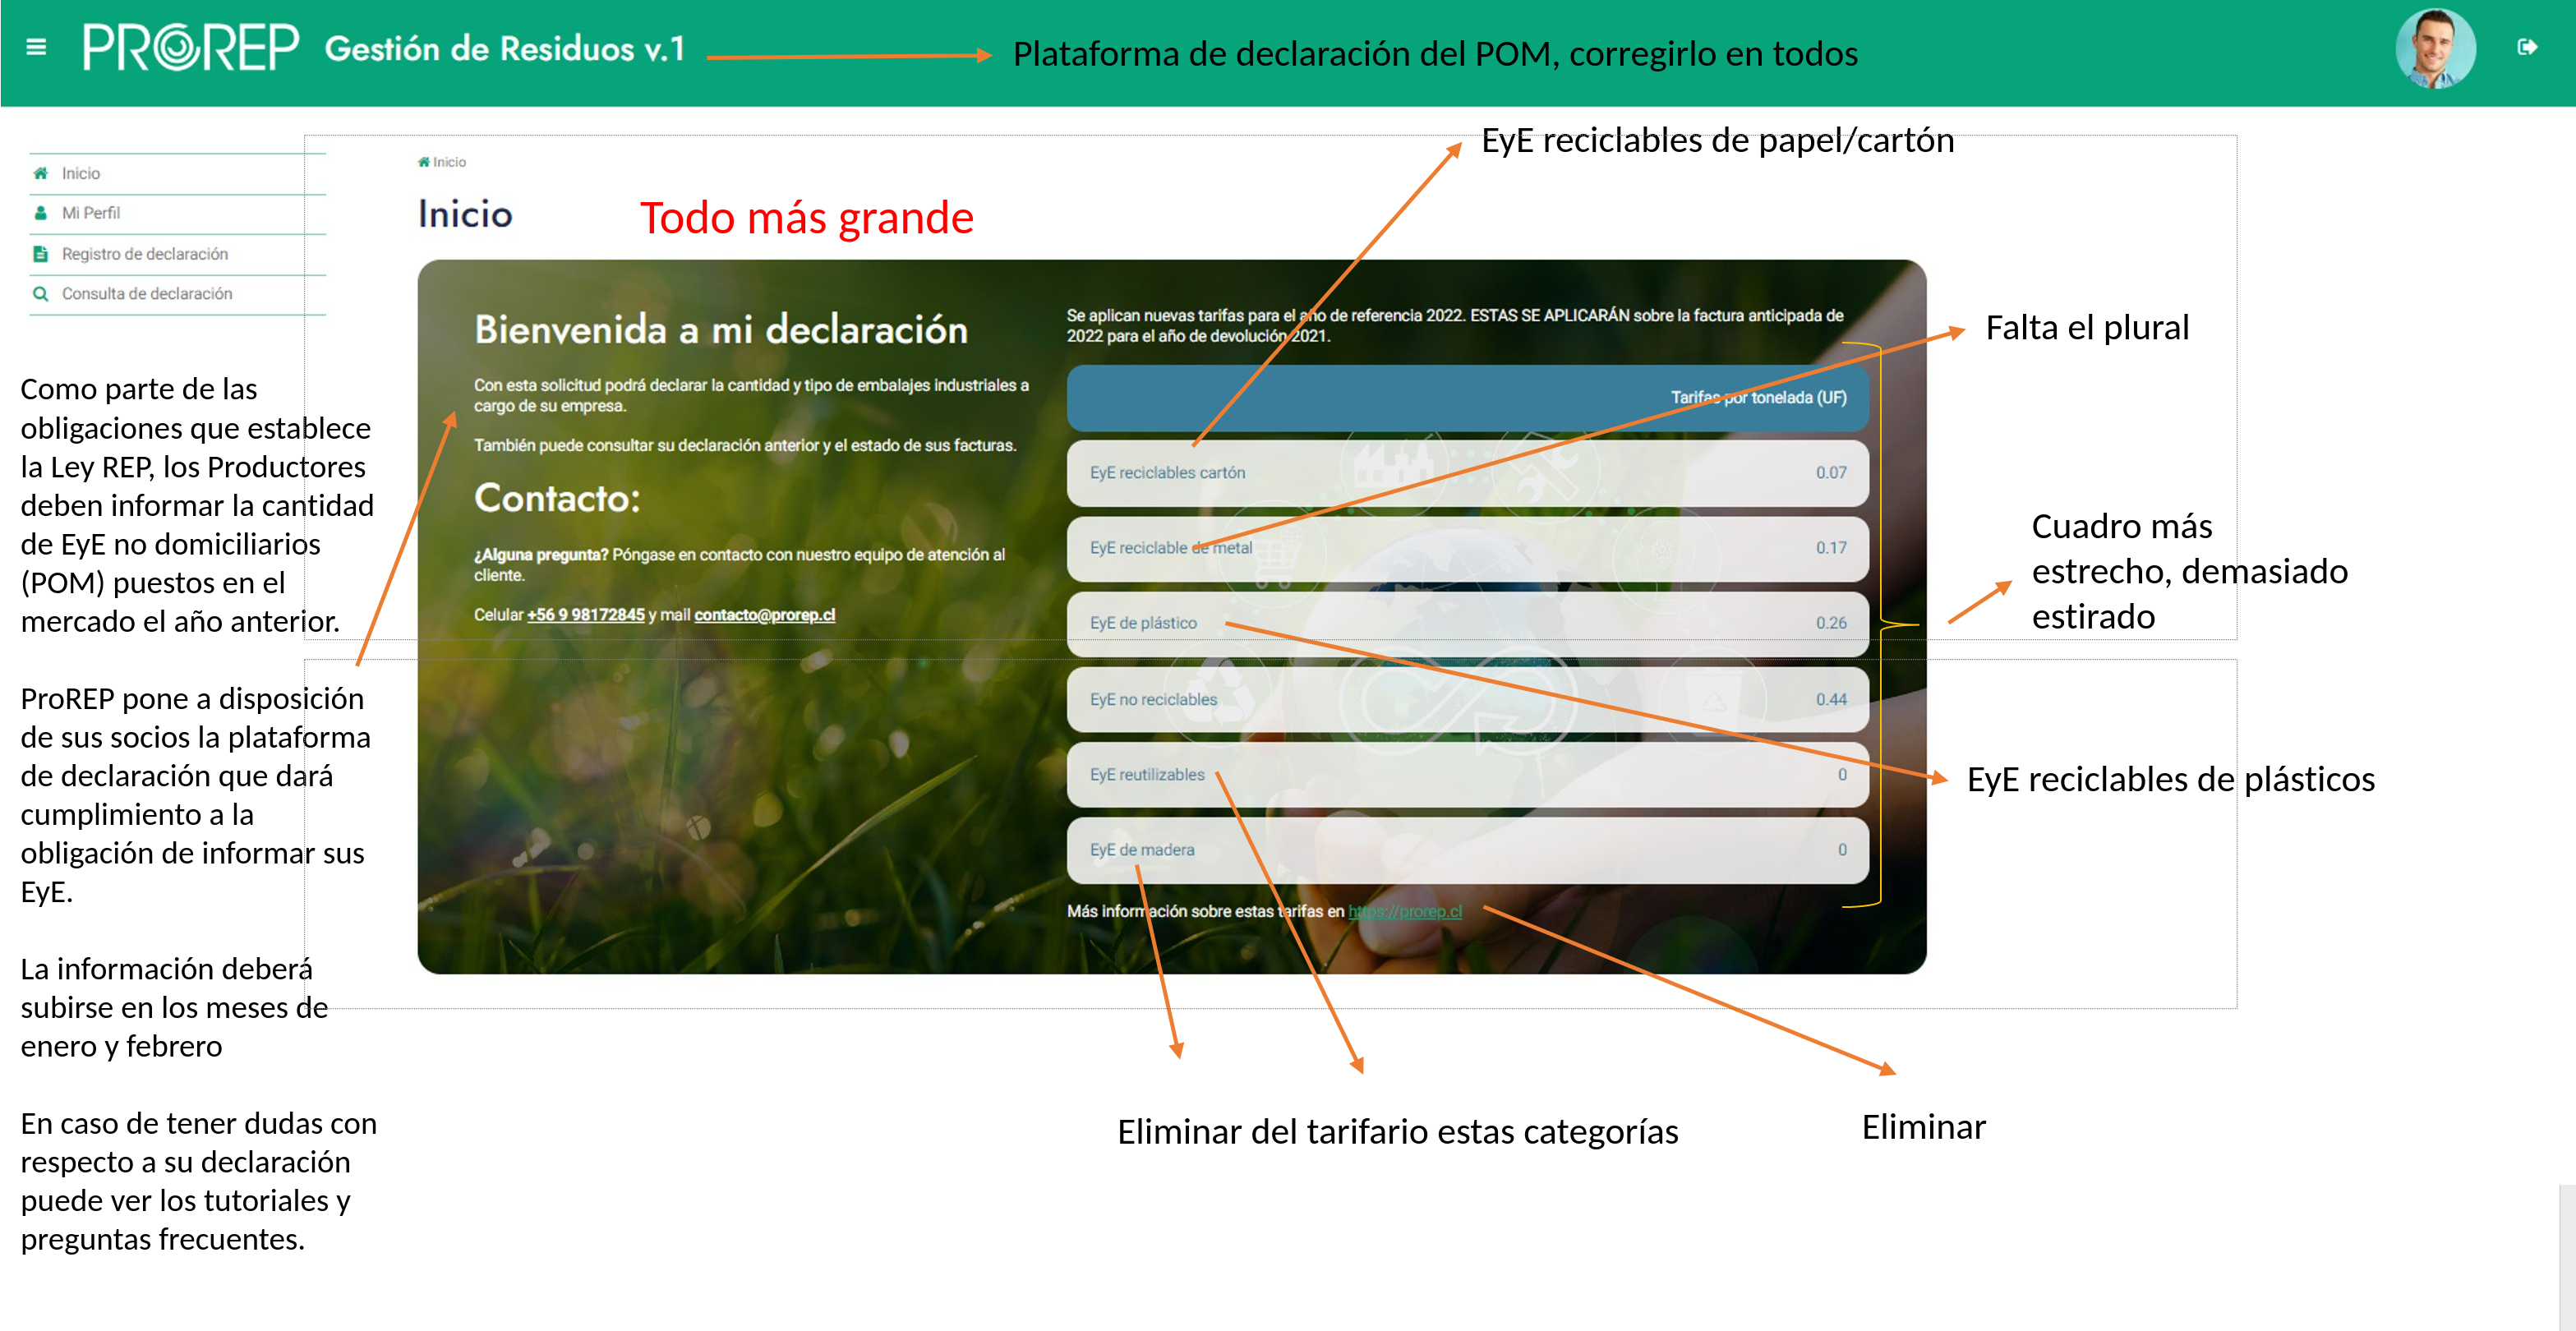 PROREP Gestión de Residuos v.1
Plataforma de declaración del POM, corregirlo en todos
Inicio
Mi Perfil
Registro de declaración
Consulta de declaración
Como parte de las
obligaciones que establece
la Ley REP, los Productores
deben informar la cantidad
de EyE no domiciliarios
(POM) puestos en el
mercado el año anterior.
ProREP pone a disposición
de sus socios la plataforma
de declaración que dará
cumplimiento a la
obligación de informar sus
EyE.
La información deberá
subirse en los meses de
enero y febrero
En caso de tener dudas con
respecto a su declaración
puede ver los tutoriales y
preguntas frecuentes.
Inicio
Inicio
Todo más grande
Bienvenida a mi declaración
Con esta solicitud podrá declarar la cantidad y tipo de embalajes industriales a
cargo de su empresa.
También puede consultar su declaración anterior y el estado de sus facturas.
Contacto:
¿Alguna pregunta? Póngase en contacto con nuestro equipo de atención al
cliente.
Celular +56 9 98172845 y mail contacto@prorep.cl
Se aplican nuevas tarifas para el año de referencia 2022. ESTAS SE APLICARÁN sobre la factura anticipada de
2022 para el año de devolución 2021.
Tarifas por tonelada (UF)
EyE reciclables cartón 0.07
EyE reciclable de metal 0.17
EyE de plástico 0.26
EyE no reciclables 0.44
EyE reutilizables 0
EyE de madera 0
Más información sobre estas tarifas en https://prorep.cl
EyE reciclables de papel/cartón
Falta el plural
Cuadro más
estrecho, demasiado
estirado
EyE reciclables de plásticos
Eliminar del tarifario estas categorías
Eliminar